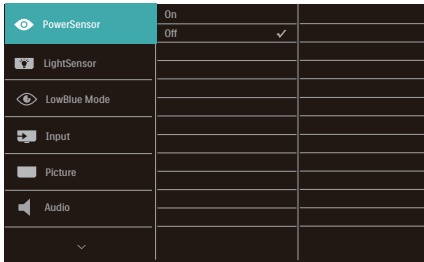 PowerSensor
On
Off
LightSensor
LowBlue Mode
Input
Picture
Audio